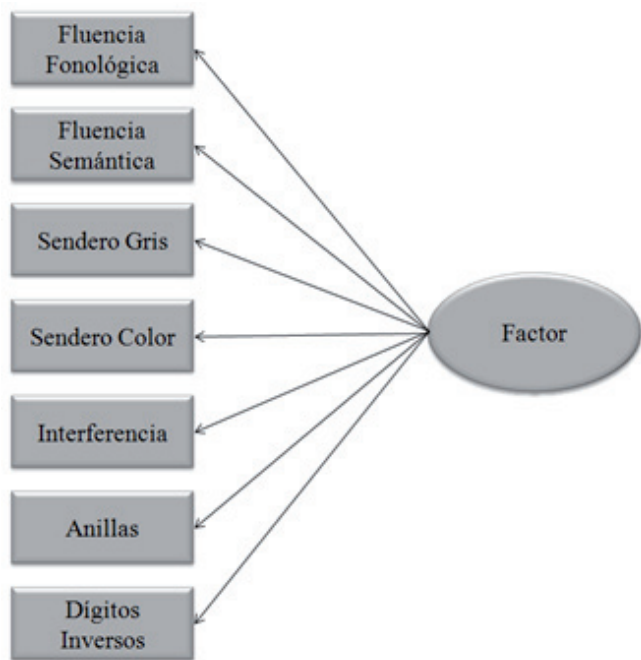 Fluencia
Fonológica
Fluencia
Semántica
Sendero Gris
Sendero Color
Factor
Interferencia
Anillas
Dígitos
Inversos